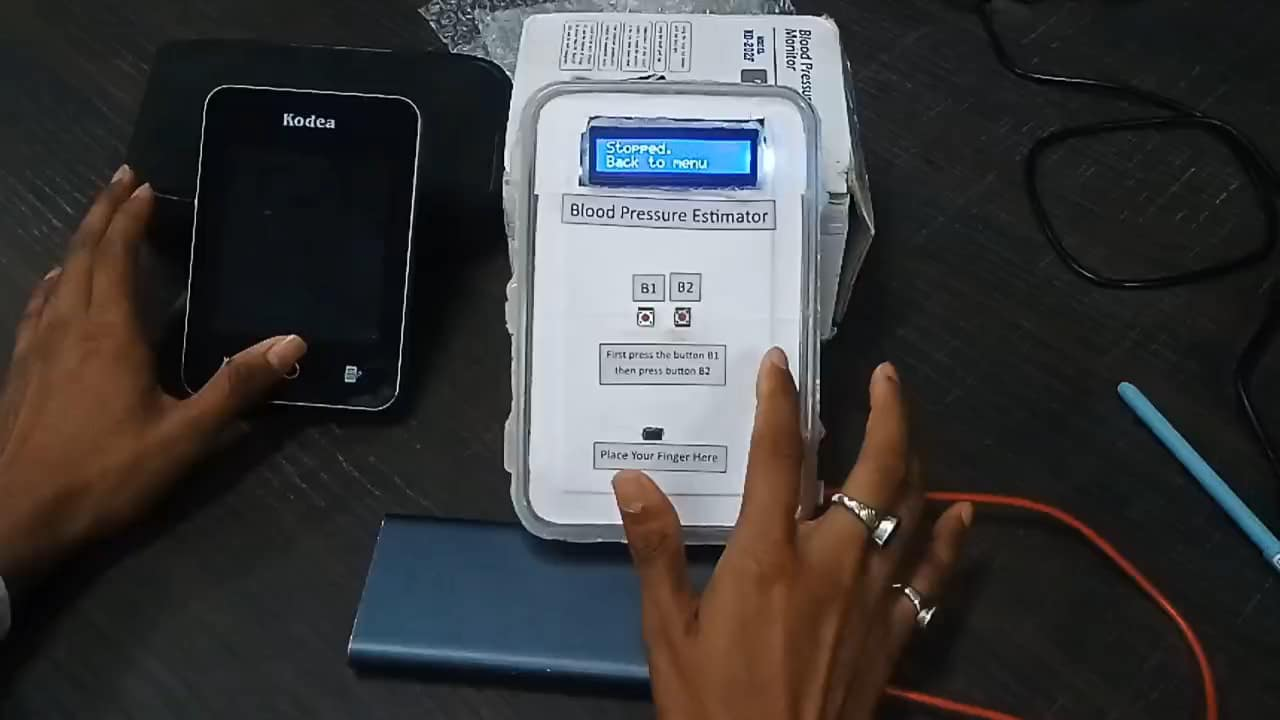 Kodea
Blood Pressu
Monitor
Stopped.
Back to menu
Blood Pressure Estimator
B1
B2
First press the button B1
then press button B2
Place Your Finger Here